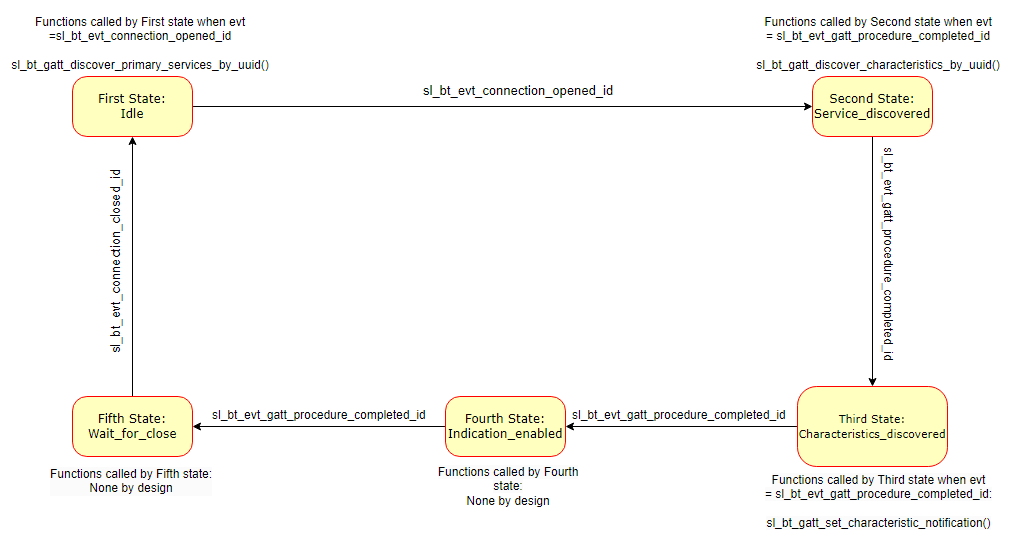 Functions called by First state when evt
=sl_bt_evt_connection_opened_id
sl_bt_gatt_discover_primary_services_by_uuid()
First State:
Idle
sl_bt_evt_connection_opened_id
Functions called by Second state when evt
= sl_bt_evt_gatt_procedure_completed_id
sl_bt_gatt_discover_characteristics_by_uuid()
Second State:
Service_discovered
sl_bt_evt_gatt_procedure_completed_id
Third State:
Characteristics_discovered
Functions called by Third state when evt
= sl_bt_evt_gatt_procedure_completed_id:
sl_bt_gatt_set_characteristic_notification()
sl_bt_evt_gatt_procedure_completed_id
Fourth State:
Indication_enabled
Functions called by Fourth
state:
None by design
sl_bt_evt_gatt_procedure_completed_id
Fifth State:
Wait_for_close
Functions called by Fifth state:
None by design
sl_bt_evt_connection_closed_id